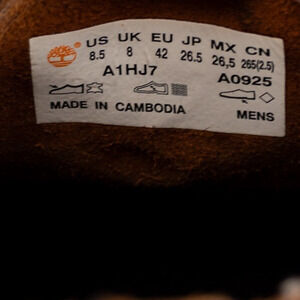 US UK EU JP MX CN
8.5 8 42 26.5 26,5 265(2.5)
A1HJ7 A0925
MADE IN CAMBODIA MENS